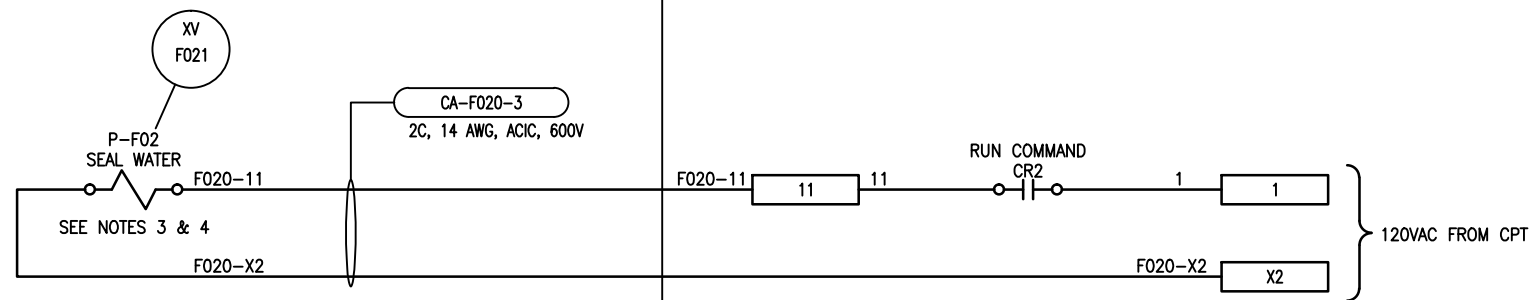 XV
F021
CA-F020-3
2C, 14 AWG, ACIC, 600V
P-F02
SEAL WATER
F020-11
SEE NOTES 3 & 4
F020-X2
F020-11
11
11
RUN COMMAND
CR2
1
1
F020-X2
X2
120VAC FROM CPT